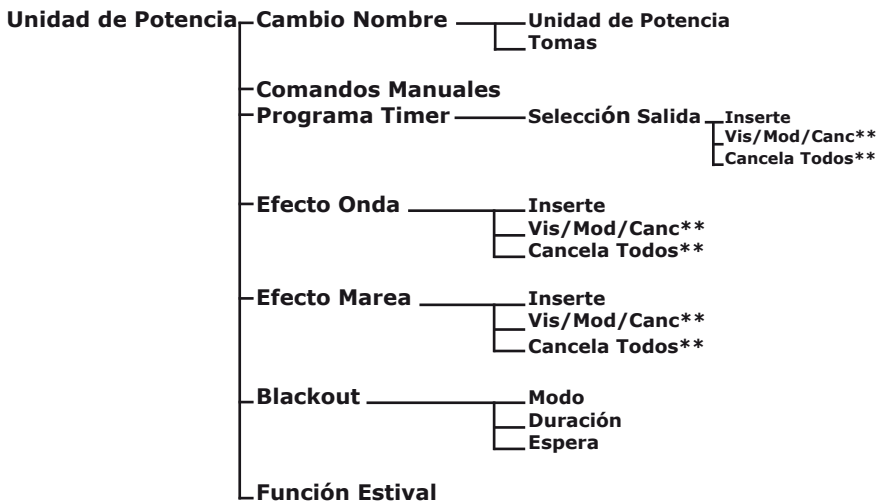 Unidad de Potencia Cambio Nombre Unidad de Potencia
Tomas
Comandos Manuales
Programa Timer Selección Salida Inserte
Vis/Mod/Canc**
Cancela Todos**
Efecto Onda Inserte
Vis/Mod/Canc**
Cancela Todos**
Efecto Marea Inserte
Vis/Mod/Canc**
Cancela Todos**
Blackout Modo
Duración
Espera
Función Estival